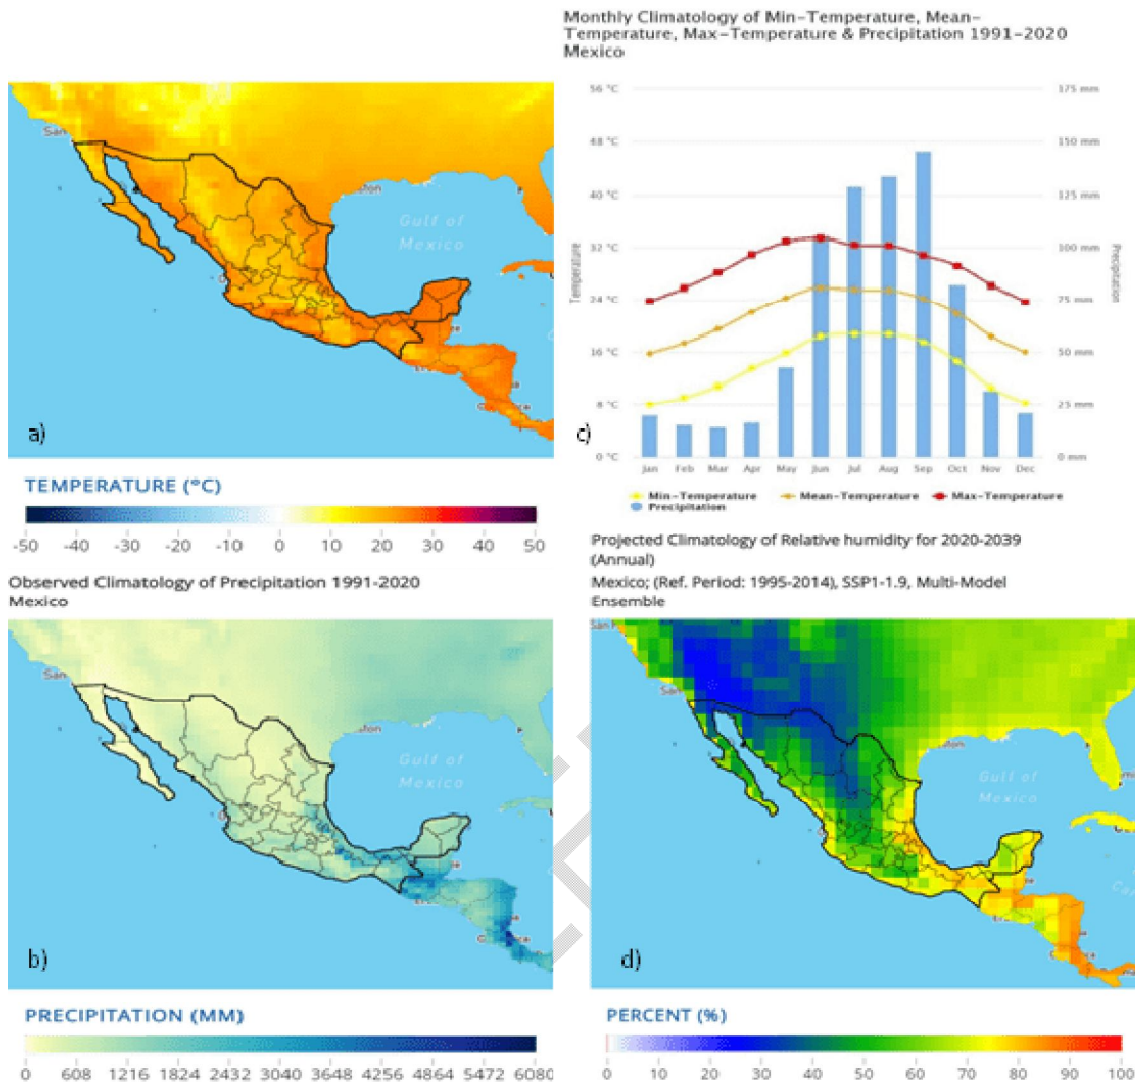 Monthly Climatology of Min-Temperature, Mean-
Temperature, Max-Temperature & Precipitation 1991-2020
Mexico
San
Gulf of
Mexico
a)
TEMPERATURE (°C)
-50 -40 -30 -20 -10 0 10 20 30 40 50
56 °C 175 mm
48 °C 150 mm
40 °C 125 mm
32 °C 100 mm
24 °C 75 mm
16 °C 50 mm
8 °C 25 mm
0 °C 0 mm
Temperature
Precipitation
c)
Jan Feb Mar Apr May Jun Jul Aug Sep Oct Nov Dec
Min-Temperature Mean-Temperature Max-Temperature
Precipitation
Observed Climatology of Precipitation 1991-2020
Mexico
San
Gulf of
Mexico
b)
PRECIPITATION (MM)
0 608 1216 1824 2432 3040 3648 4256 4864 5472 6080
Projected Climatology of Relative humidity for 2020-2039
(Annual)
Mexico; (Ref. Period: 1995-2014), SSP1-1.9, Multi-Model
Ensemble
San
Gulf of
Mexico
d)
PERCENT (%)
0 10 20 30 40 50 60 70 80 90 100